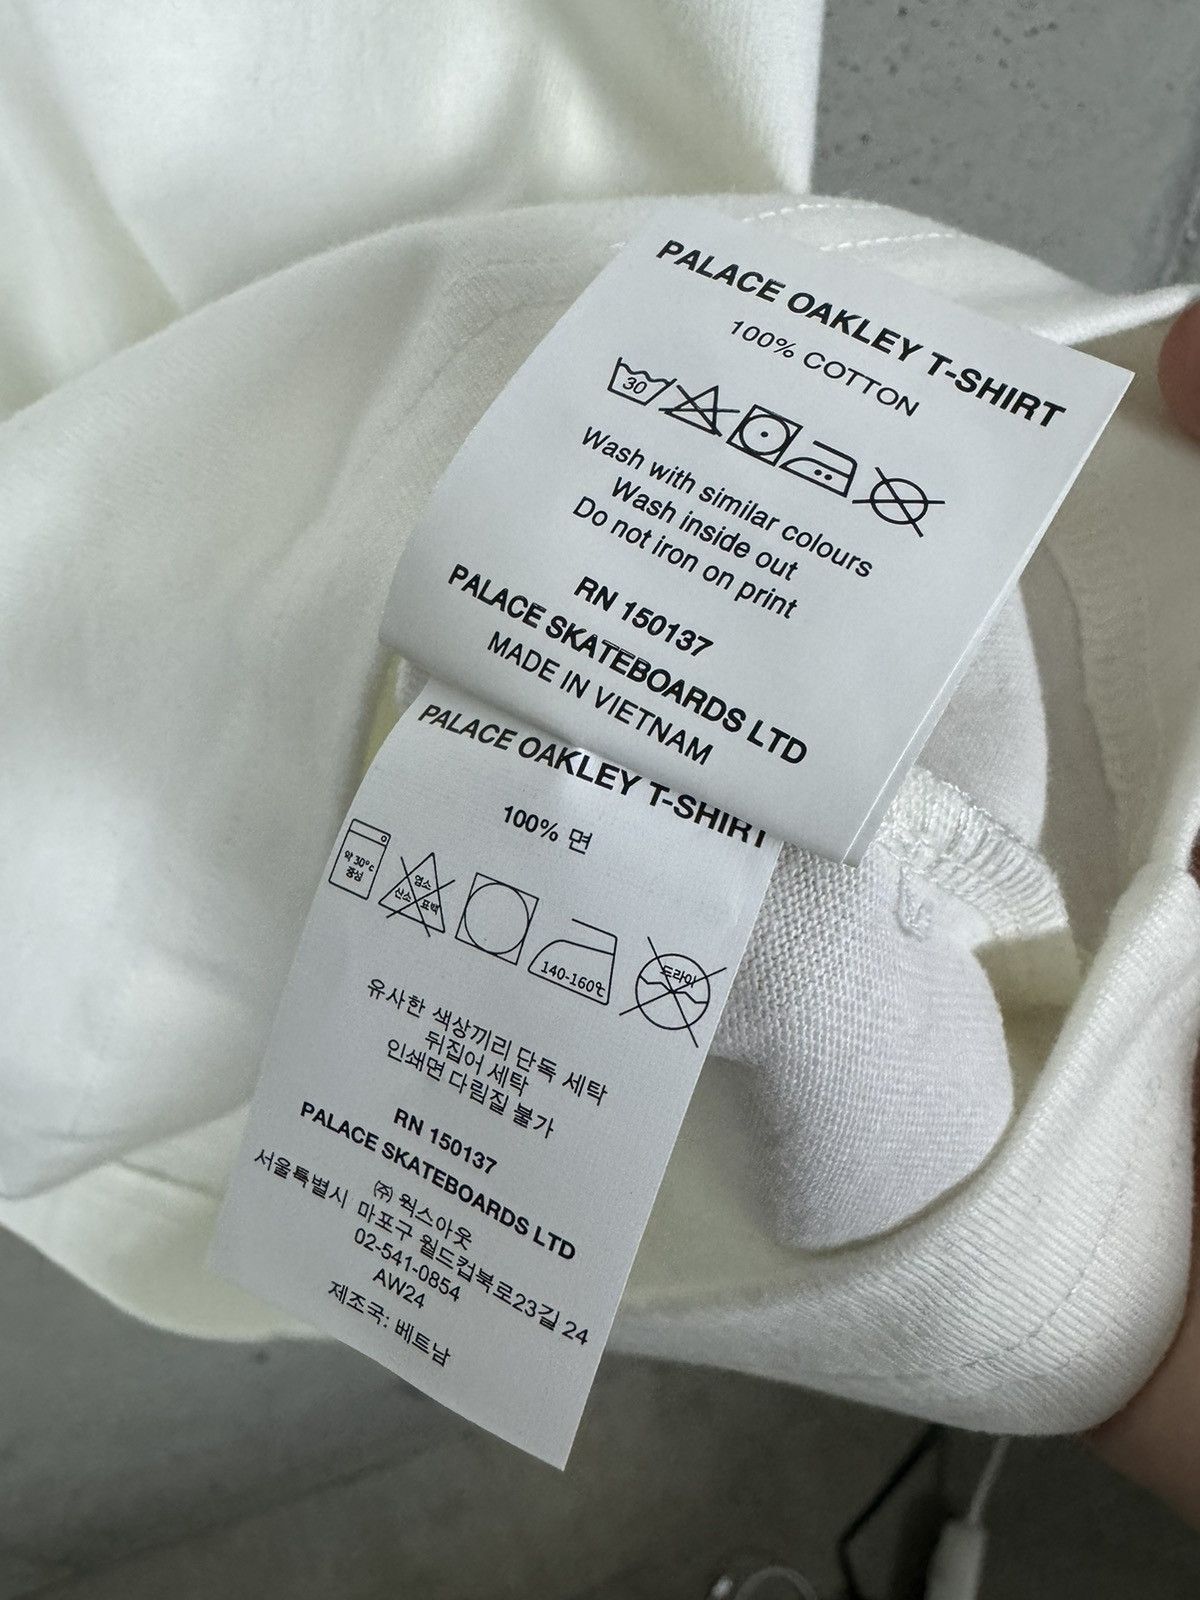 PALACE OAKLEY T-SHIRT
100% COTTON
30
Wash with similar colours
Wash inside out
Do not iron on print
RN 150137
PALACE SKATEBOARDS LTD
MADE IN VIETNAM
PALACE OAKLEY T-SHIRT
100% 면
약 30°c
중성
염소
산소 표백
140-160℃
드라이
유사한 색상끼리 단독 세탁
뒤집어 세탁
인쇄면 다림질 불가
RN 150137
PALACE SKATEBOARDS LTD
㈜ 웍스아웃
서울특별시 마포구 월드컵북로23길 24
02-541-0854
AW24
제조국: 베트남